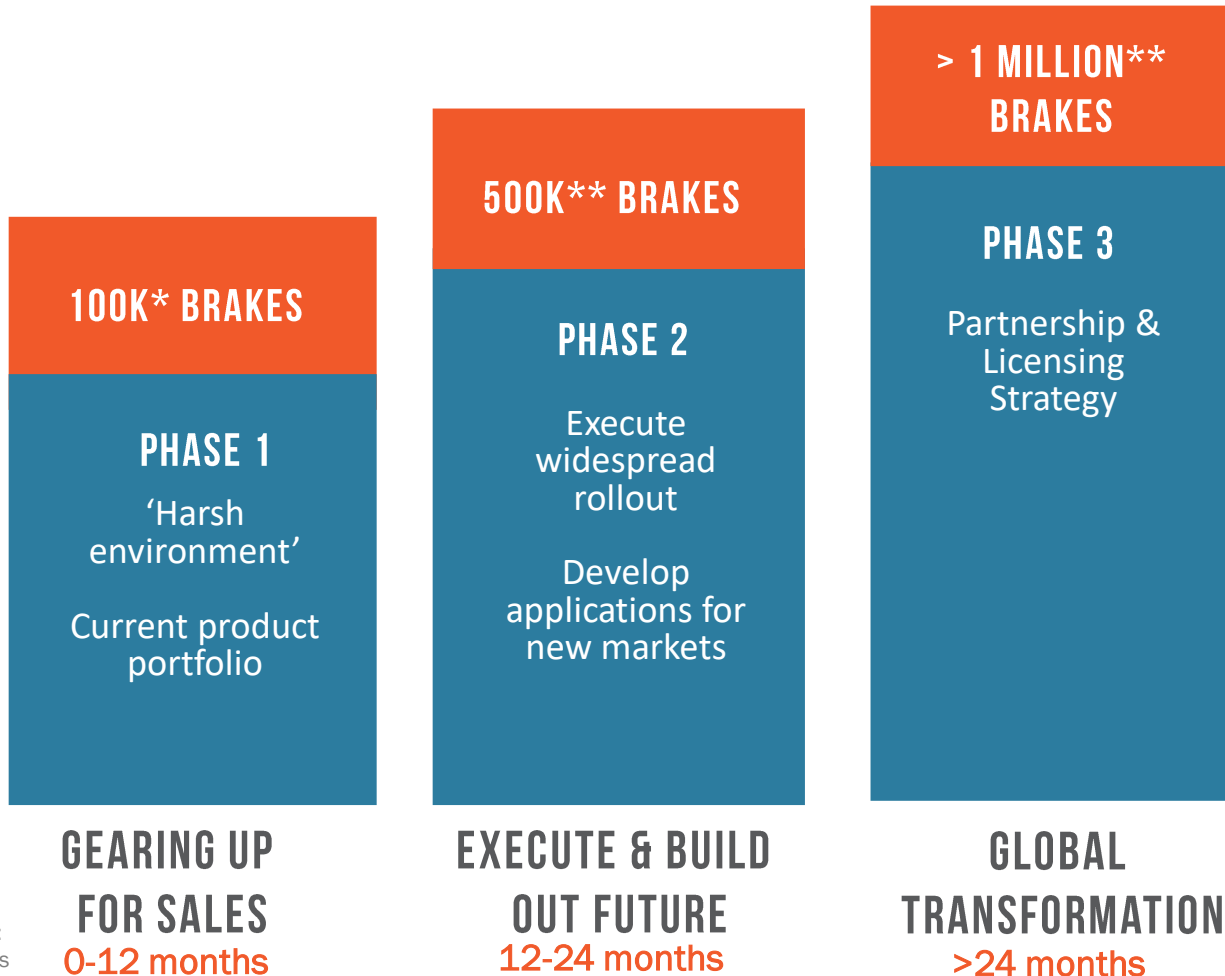 100K* BRAKES
PHASE 1
‘Harsh
environment’
Current product
portfolio
GEARING UP
FOR SALES
0-12 months
500K** BRAKES
PHASE 2
Execute
widespread
rollout
Develop
applications for
new markets
EXECUTE & BUILD
OUT FUTURE
12-24 months
> 1 MILLION**
BRAKES
PHASE 3
Partnership &
Licensing
Strategy
GLOBAL
TRANSFORMATION
>24 months